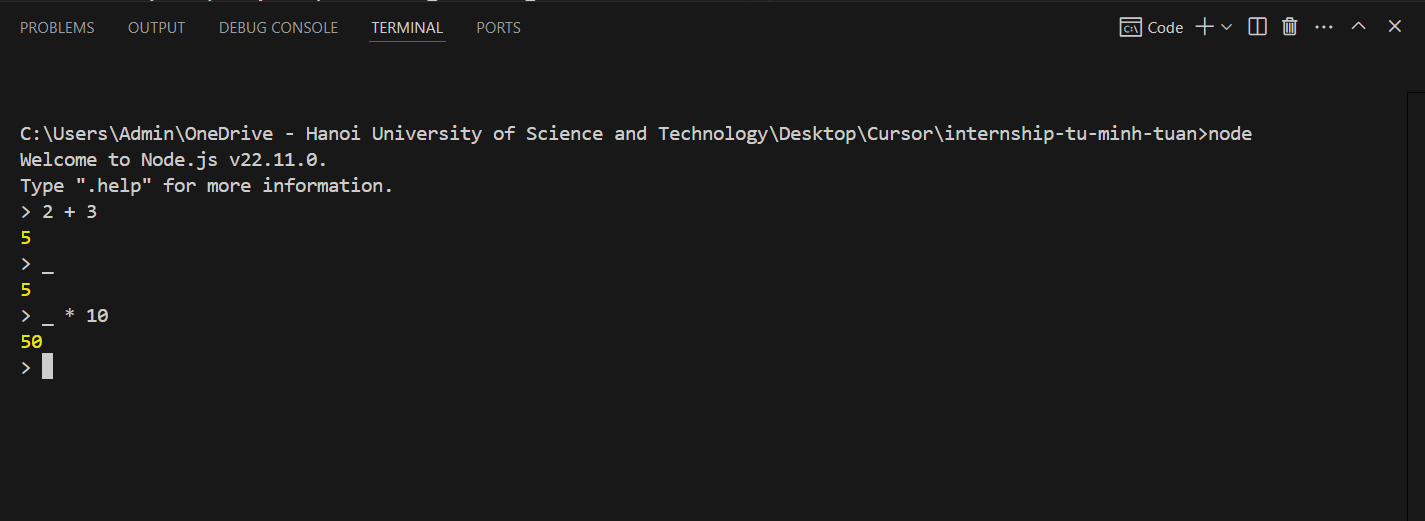 PROBLEMS OUTPUT DEBUG CONSOLE TERMINAL PORTS Code
C:\Users\Admin\OneDrive - Hanoi University of Science and Technology\Desktop\Cursor\internship-tu-minh-tuan>node
Welcome to Node.js v22.11.0.
Type ".help" for more information.
> 2 + 3
5
> _
5
> _ * 10
50
>